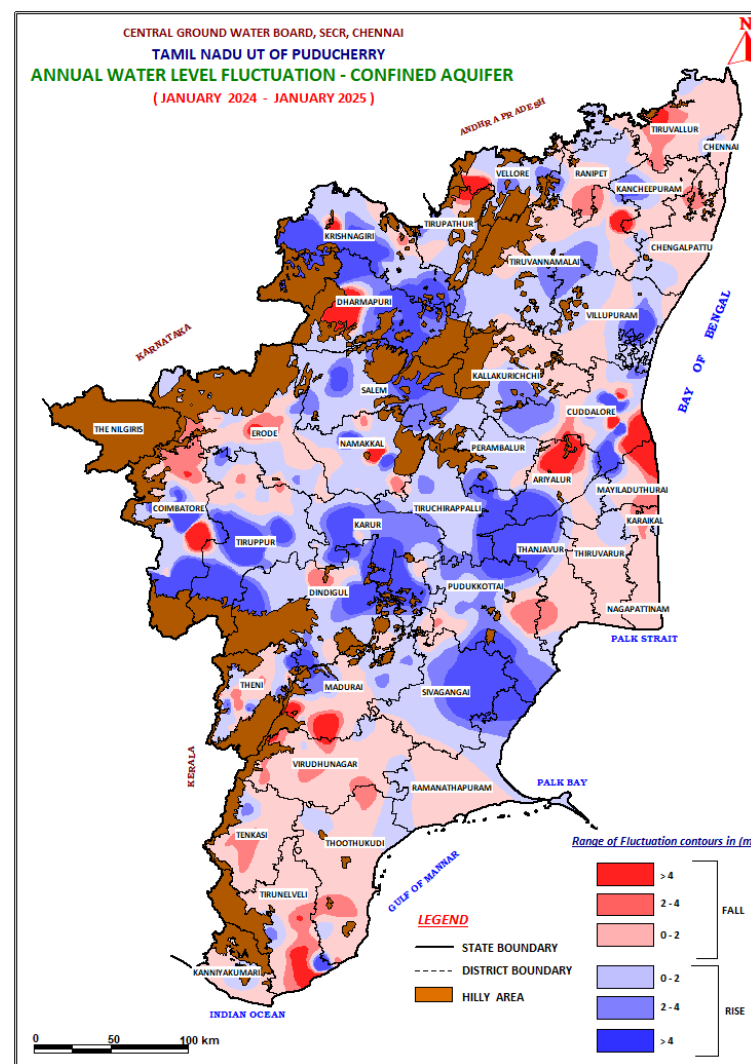 CENTRAL GROUND WATER BOARD, SECR, CHENNAI
TAMIL NADU UT OF PUDUCHERRY
ANNUAL WATER LEVEL FLUCTUATION - CONFINED AQUIFER
( JANUARY 2024 - JANUARY 2025 )
N
ANDHRA PRADESH
TIRUVALLUR
CHENNAI
VELLORE
RANIPET
KANCHEEPURAM
TIRUPATHUR
KRISHNAGIRI
CHENGALPATTU
TIRUVANNAMALAI
DHARMAPURI
VILLUPURAM
KARNATAKA
BAY OF BENGAL
KALLAKURICHCHI
SALEM
CUDDALORE
THE NILGIRIS
ERODE
NAMAKKAL
PERAMBALUR
ARIYALUR
MAYILADUTHURAI
COIMBATORE
TIRUCHIRAPPALLI
KARAIKAL
KARUR
TIRUPPUR
THANJAVUR
THIRUVARUR
DINDIGUL
PUDUKKOTTAI
NAGAPATTINAM
PALK STRAIT
THENI
MADURAI
SIVAGANGAI
KERALA
VIRUDHUNAGAR
RAMANATHAPURAM
PALK BAY
TENKASI
THOOTHUKUDI
GULF OF MANNAR
TIRUNELVELI
KANNIYAKUMARI
INDIAN OCEAN
0 50 100 km
LEGEND
STATE BOUNDARY
DISTRICT BOUNDARY
HILLY AREA
Range of Fluctuation contours in (m
> 4
2 - 4
0 - 2
FALL
0 - 2
2 - 4
> 4
RISE